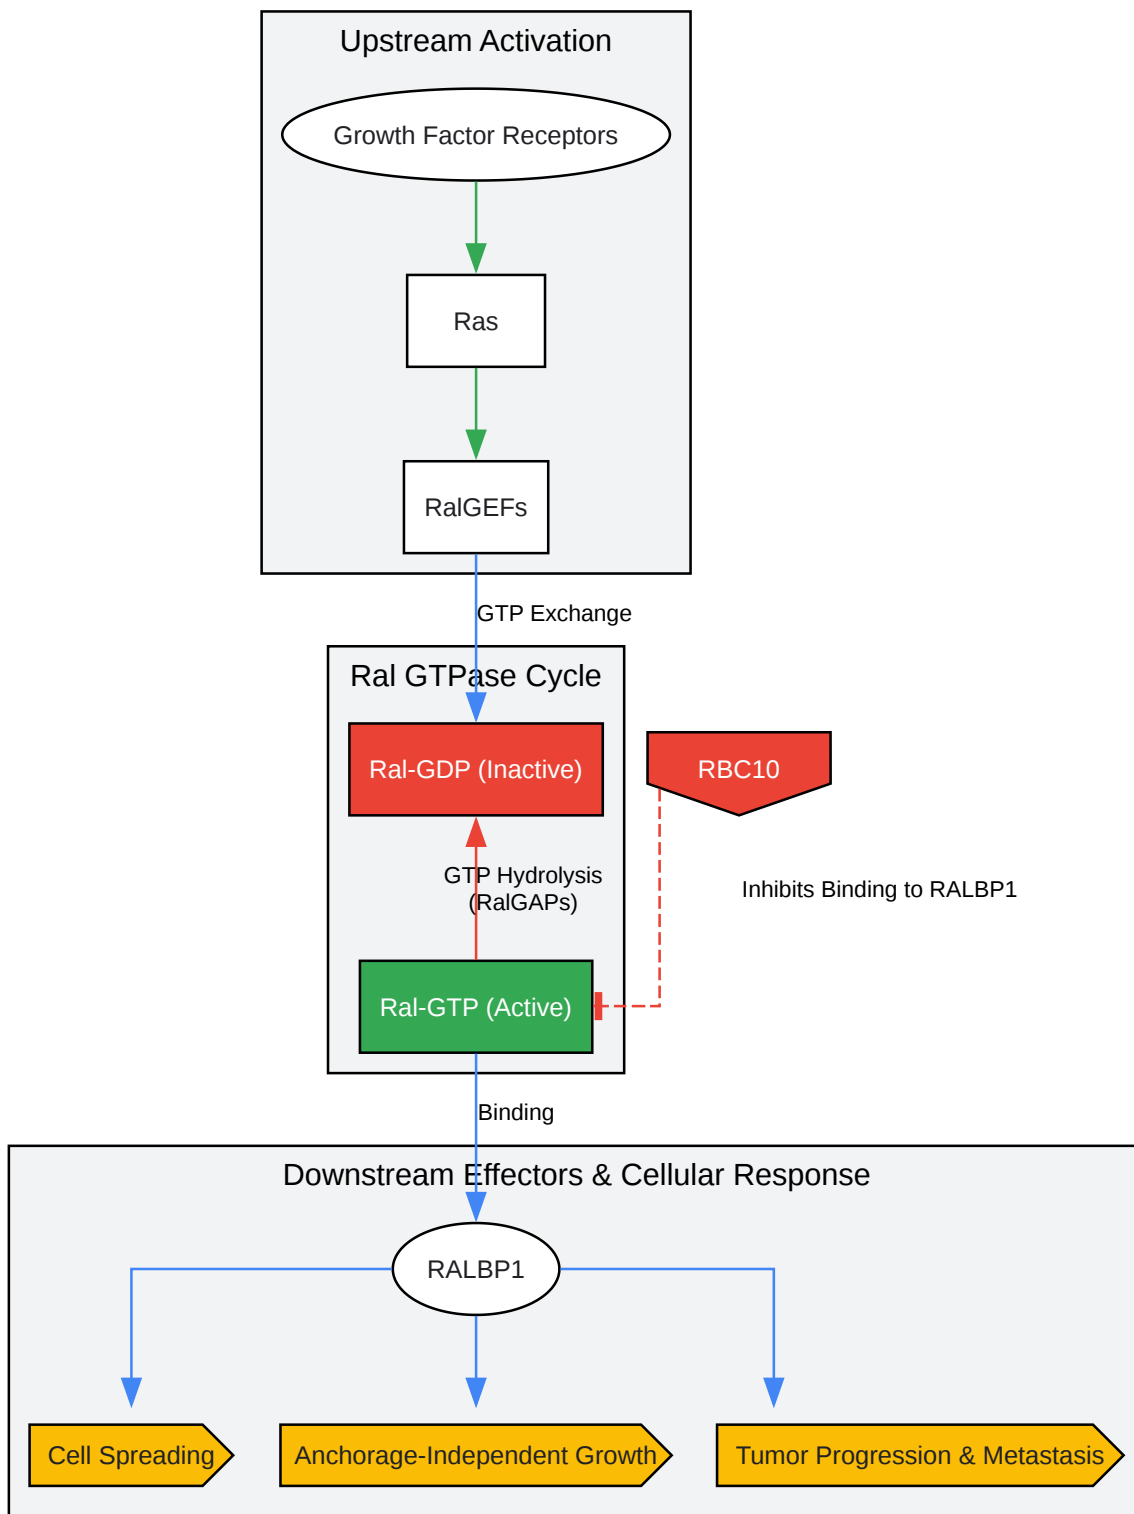 Upstream Activation
Growth Factor Receptors
Ras
RalGEFs
GTP Exchange
Ral GTPase Cycle
Ral-GDP (Inactive)
RBC10
GTP Hydrolysis
(RalGAPs)
Inhibits Binding to RALBP1
Ral-GTP (Active)
Binding
Downstream Effectors & Cellular Response
RALBP1
Cell Spreading
Anchorage-Independent Growth
Tumor Progression & Metastasis